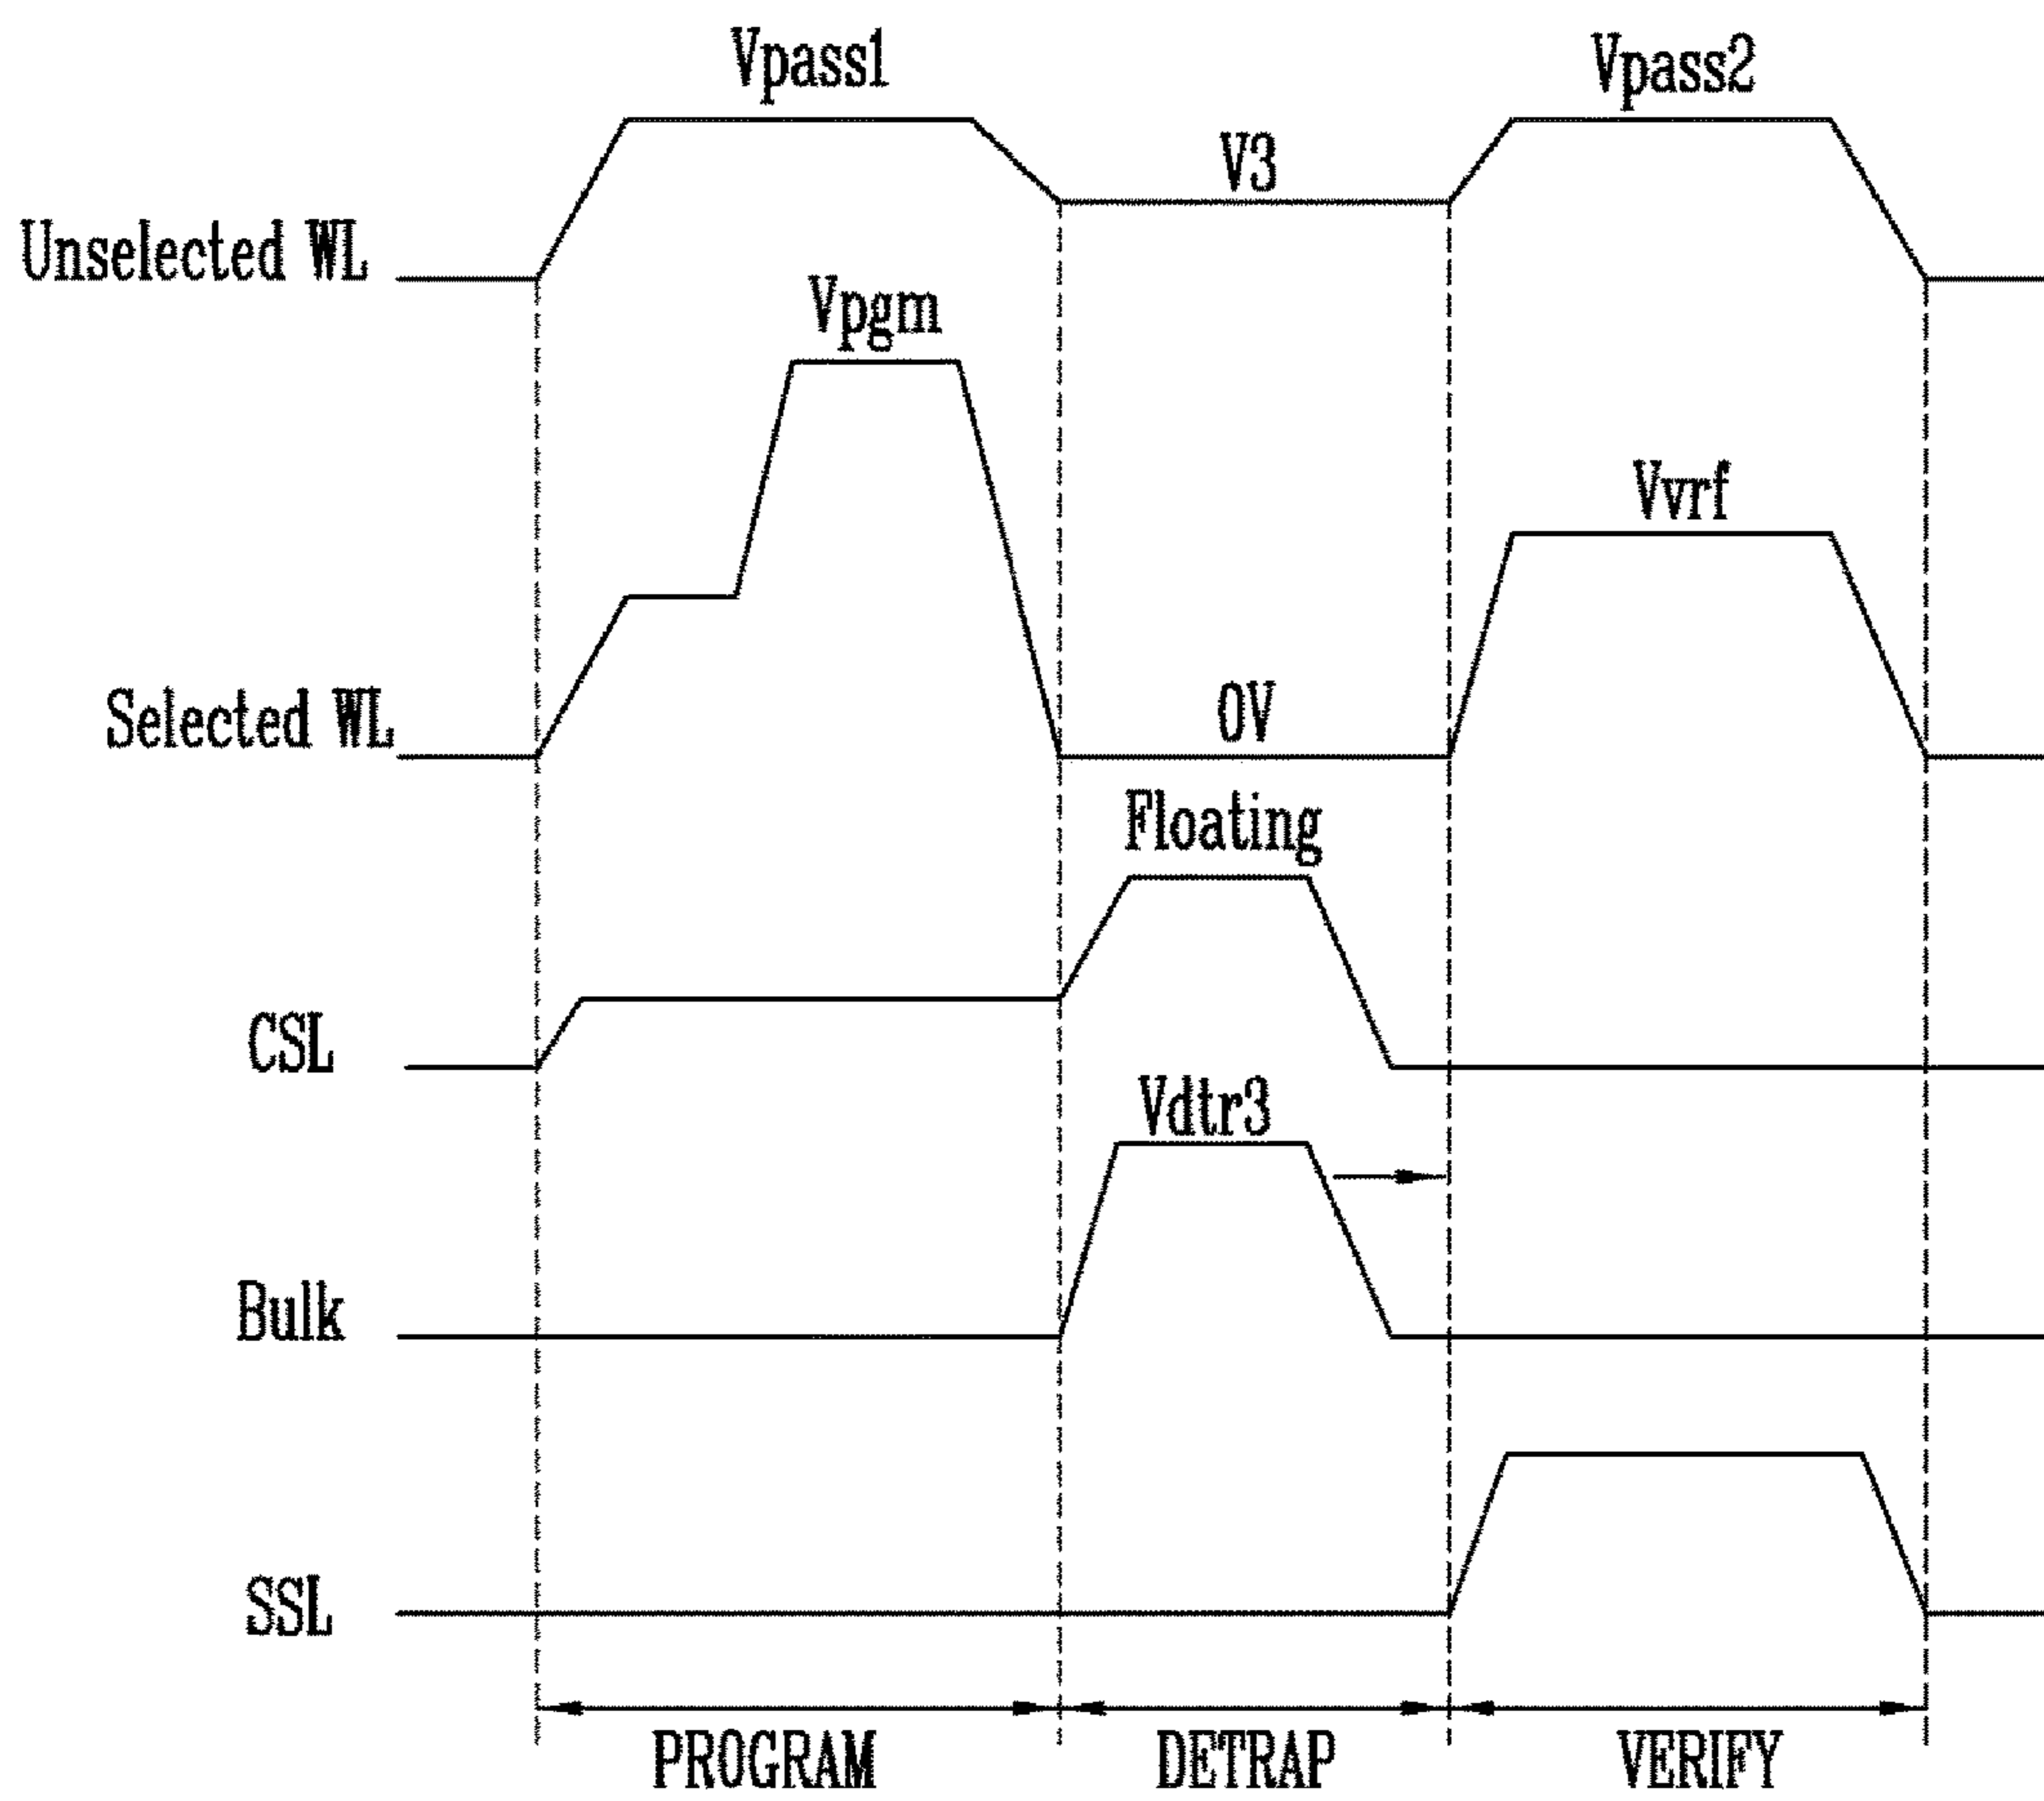 Vpass1
Vpass2
V3
Unselected WL
Vpgm
Vvrf
Selected WL
0V
Floating
CSL
Vdtr3
Bulk
SSL
PROGRAM
DETRAP
VERIFY